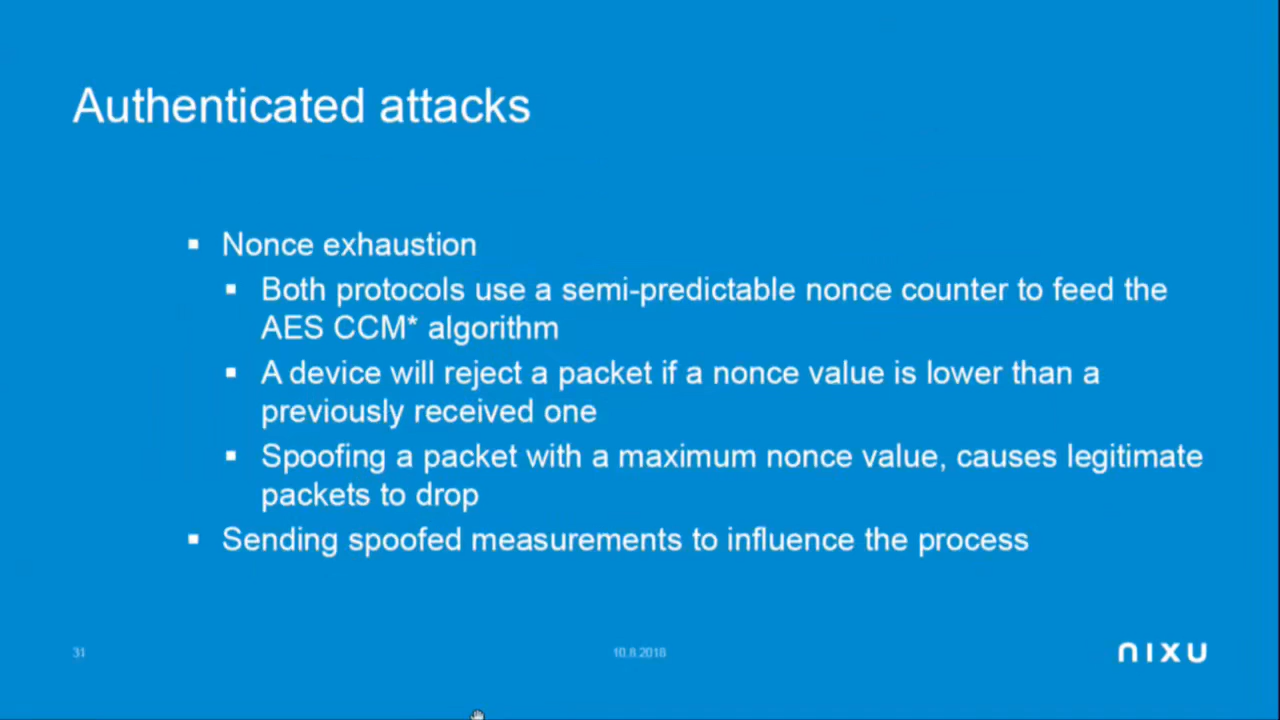 Authenticated attacks
▪ Nonce exhaustion
▪ Both protocols use a semi-predictable nonce counter to feed the
AES CCM* algorithm
▪ A device will reject a packet if a nonce value is lower than a
previously received one
▪ Spoofing a packet with a maximum nonce value, causes legitimate
packets to drop
▪ Sending spoofed measurements to influence the process
31
10.8.2018
nixu